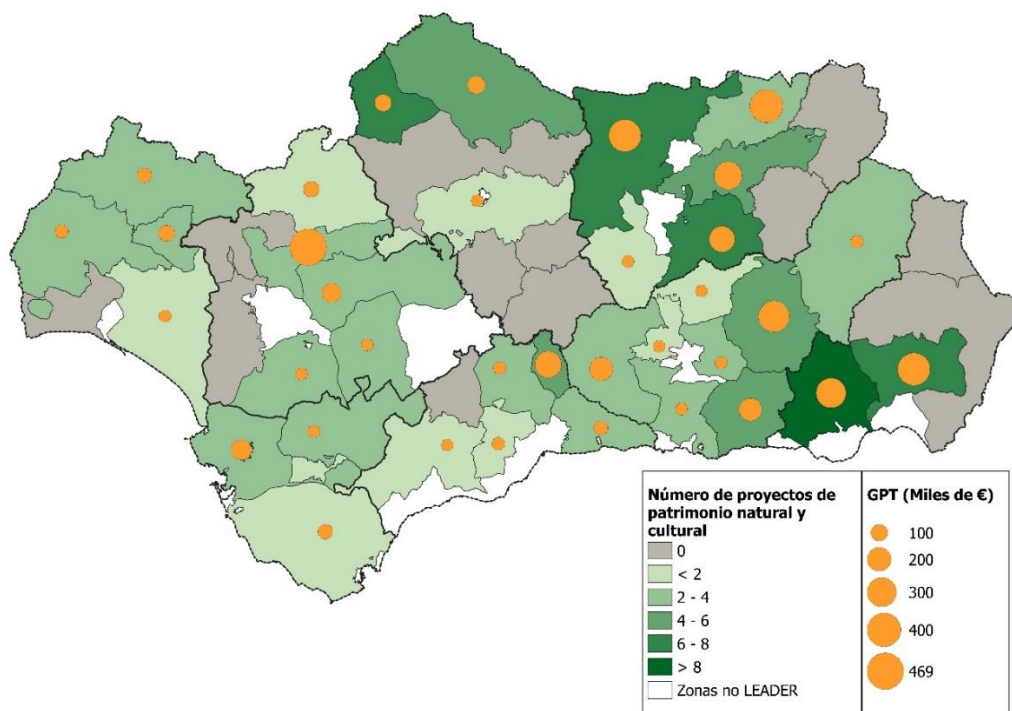 Número de proyectos de
patrimonio natural y
cultural
0
< 2
2 - 4
4 - 6
6 - 8
> 8
Zonas no LEADER
GPT (Miles de €)
100
200
300
400
469